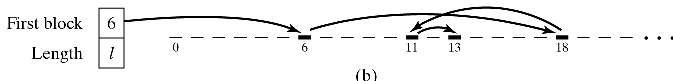 First block 6
Length l
0 6 11 13 18
(b)